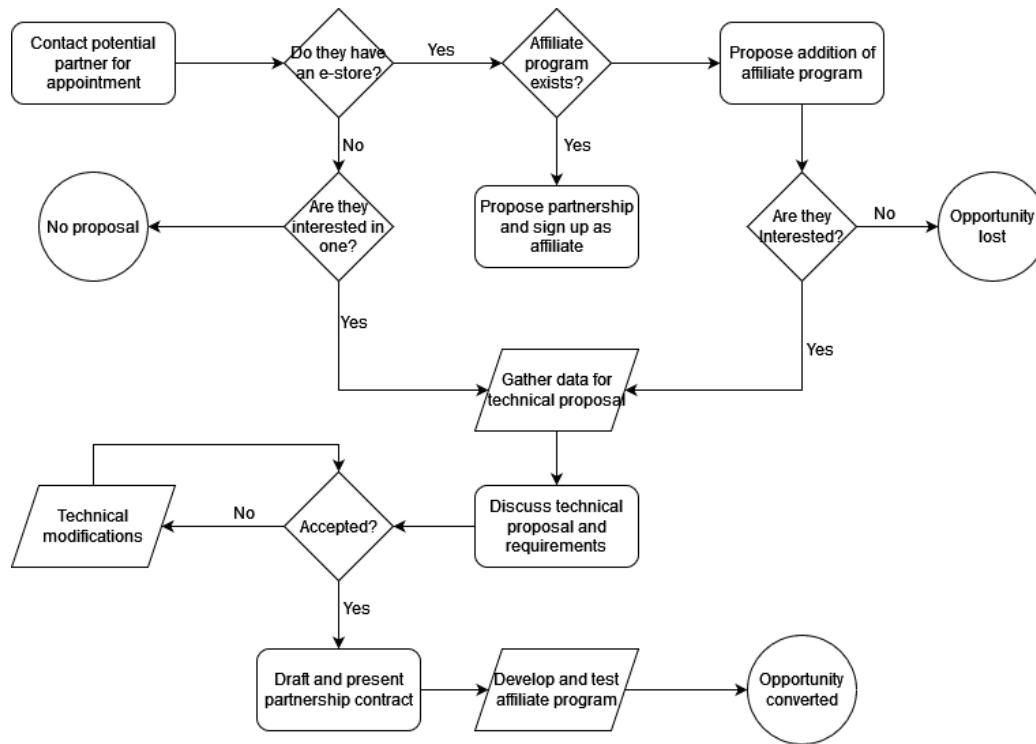 Contact potential
partner for
appointment
Do they have
an e-store?
Yes
Affiliate
program
exists?
Propose addition of
affiliate program
No
Yes
No proposal
Are they
interested in
one?
Propose partnership
and sign up as
affiliate
Are they
Interested?
No
Opportunity
lost
Yes
Yes
Gather data for
technical proposal
Technical
modifications
No
Accepted?
Discuss technical
proposal and
requirements
Yes
Draft and present
partnership contract
Develop and test
affiliate program
Opportunity
converted